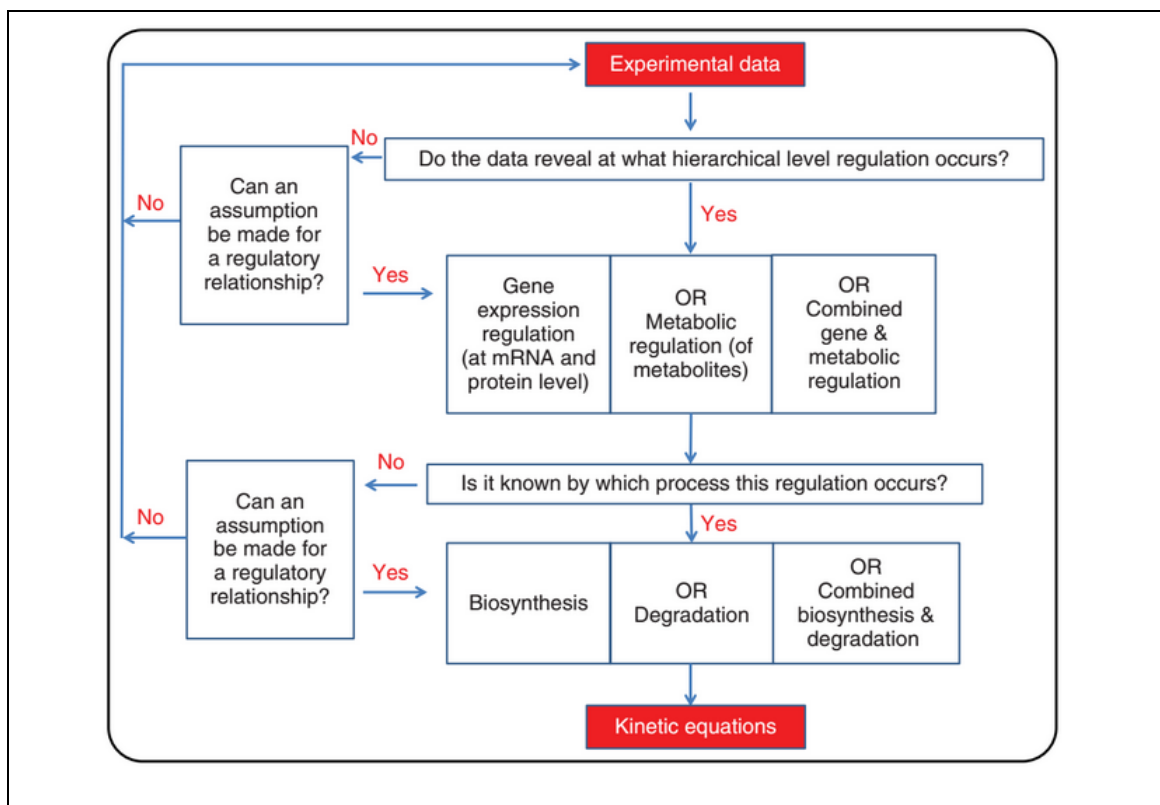 Experimental data
No
Do the data reveal at what hierarchical level regulation occurs?
Can an
assumption
be made for
a regulatory
relationship?
No
Yes
Yes
Gene
expression
regulation
(at mRNA and
protein level)
OR
Metabolic
regulation (of
metabolites)
OR
Combined
gene &
metabolic
regulation
No
Is it known by which process this regulation occurs?
Can an
assumption
be made for
a regulatory
relationship?
No
Yes
Yes
Biosynthesis
OR
Degradation
OR
Combined
biosynthesis &
degradation
Kinetic equations